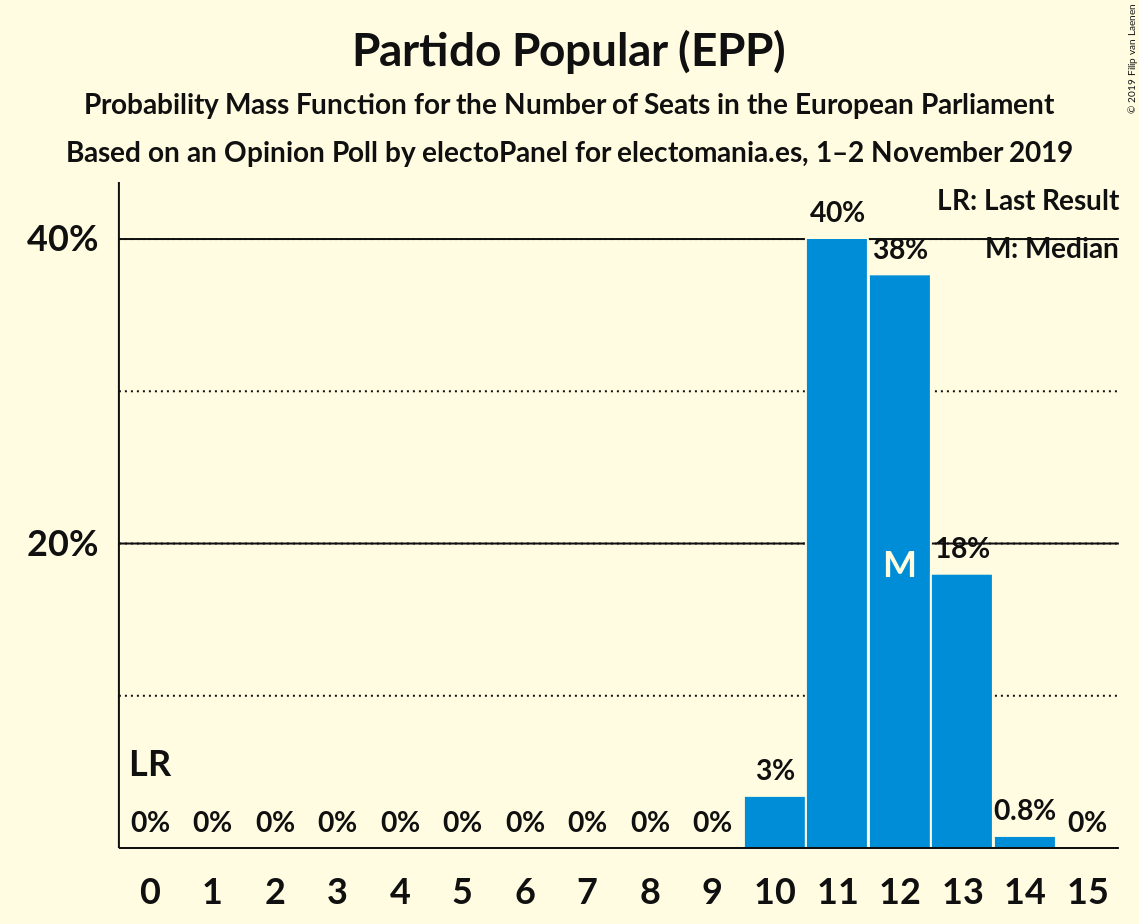 Partido Popular (EPP)
Probability Mass Function for the Number of Seats in the European Parliament
Based on an Opinion Poll by electoPanel for electomania.es, 1–2 November 2019
© 2019 Filip van Laenen
LR: Last Result
M: Median
40%
20%
40%
38%
18%
M
LR
0% 0% 0% 0% 0% 0% 0% 0% 0% 0% 3% 0.8% 0%
0 1 2 3 4 5 6 7 8 9 10 11 12 13 14 15